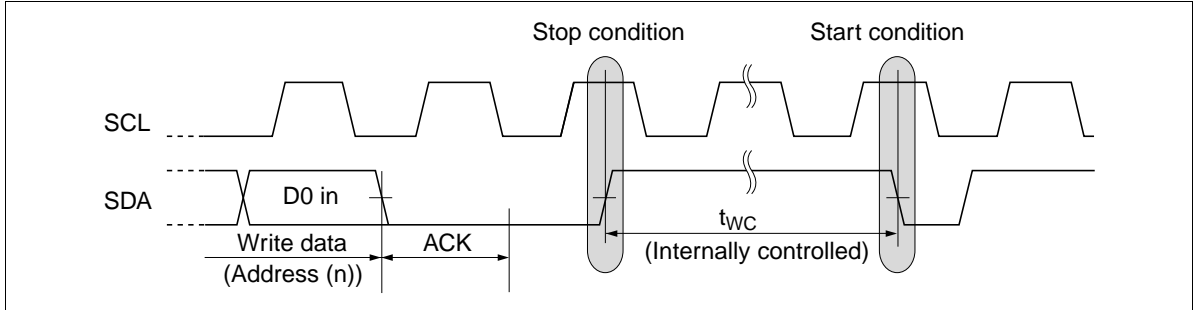 Stop condition
Start condition
SCL
SDA
D0 in
Write data
(Address (n))
ACK
tWC
(Internally controlled)